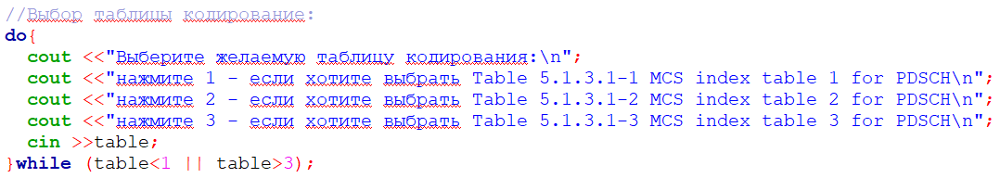 //Выбор таблицы кодирование:
do{
  cout <<"Выберите желаемую таблицу кодирования:\n";
  cout <<"нажмите 1 - если хотите выбрать Table 5.1.3.1-1 MCS index table 1 for PDSCH\n";
  cout <<"нажмите 2 - если хотите выбрать Table 5.1.3.1-2 MCS index table 2 for PDSCH\n";
  cout <<"нажмите 3 - если хотите выбрать Table 5.1.3.1-3 MCS index table 3 for PDSCH\n";
  cin >>table;
}while (table<1 || table>3);